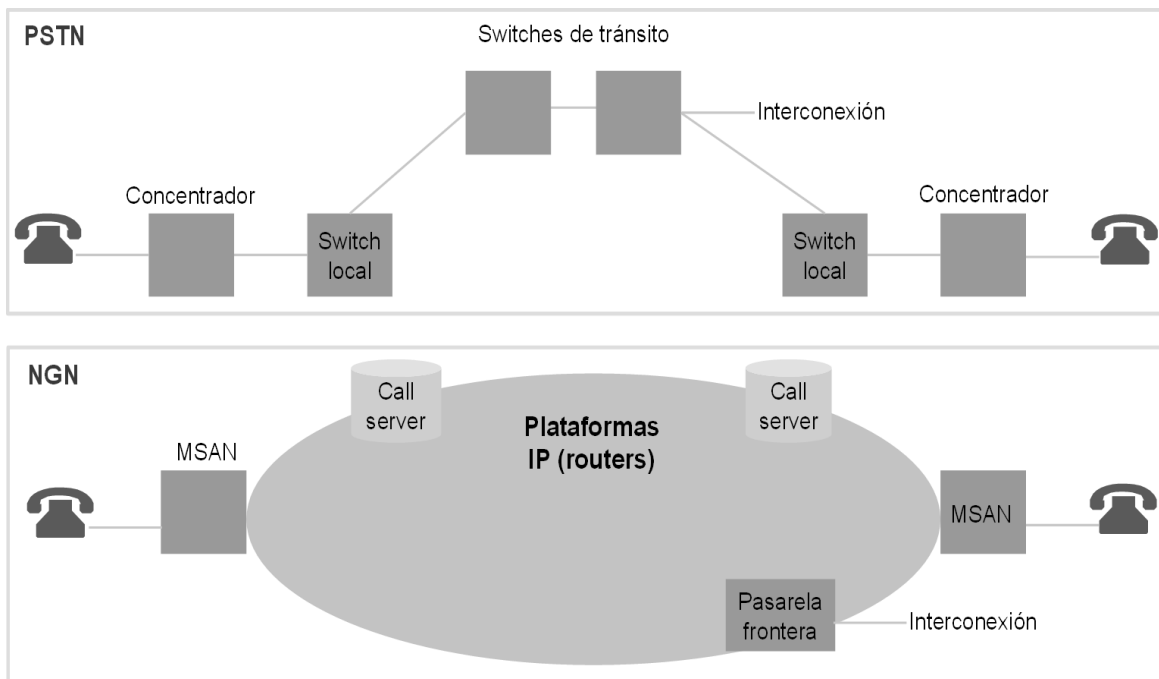 PSTN
Switches de tránsito
Interconexión
Concentrador
Concentrador
Switch
local
Switch
local
NGN
Call
server
Call
server
Plataformas
IP (routers)
MSAN
MSAN
Pasarela
frontera
Interconexión